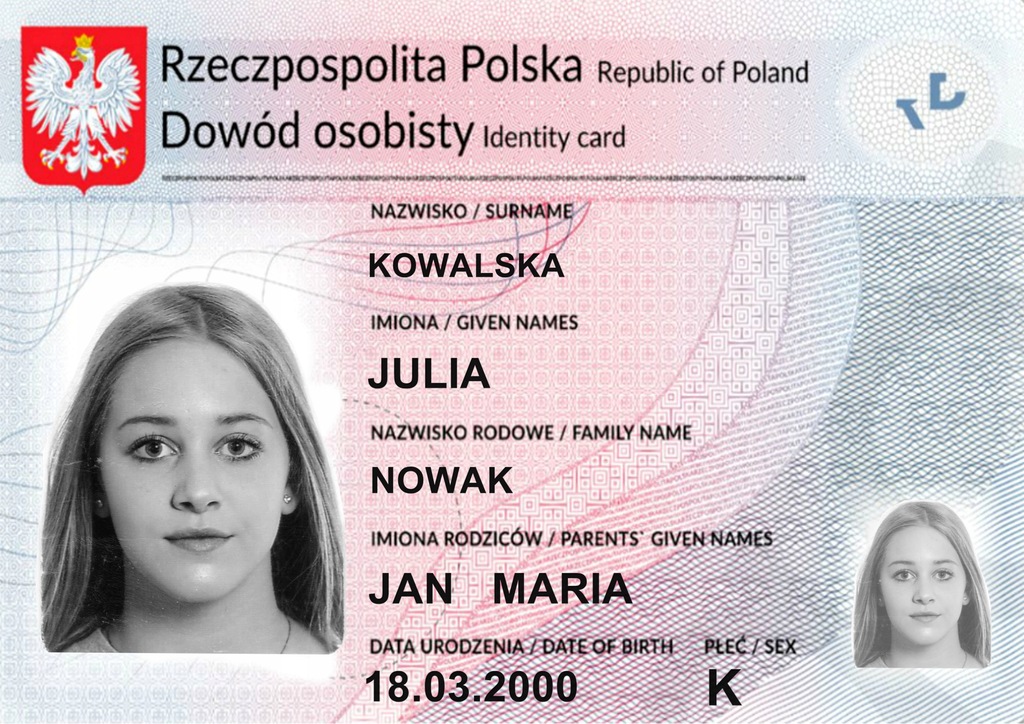 Rzeczpospolita Polska Republic of Poland
Dowód osobisty Identity card
NAZWISKO / SURNAME
KOWALSKA
IMIONA / GIVEN NAMES
JULIA
NAZWISKO RODOWE / FAMILY NAME
NOWAK
IMIONA RODZICÓW / PARENTS` GIVEN NAMES
JAN MARIA
DATA URODZENIA / DATE OF BIRTH PŁEĆ / SEX
18.03.2000 K